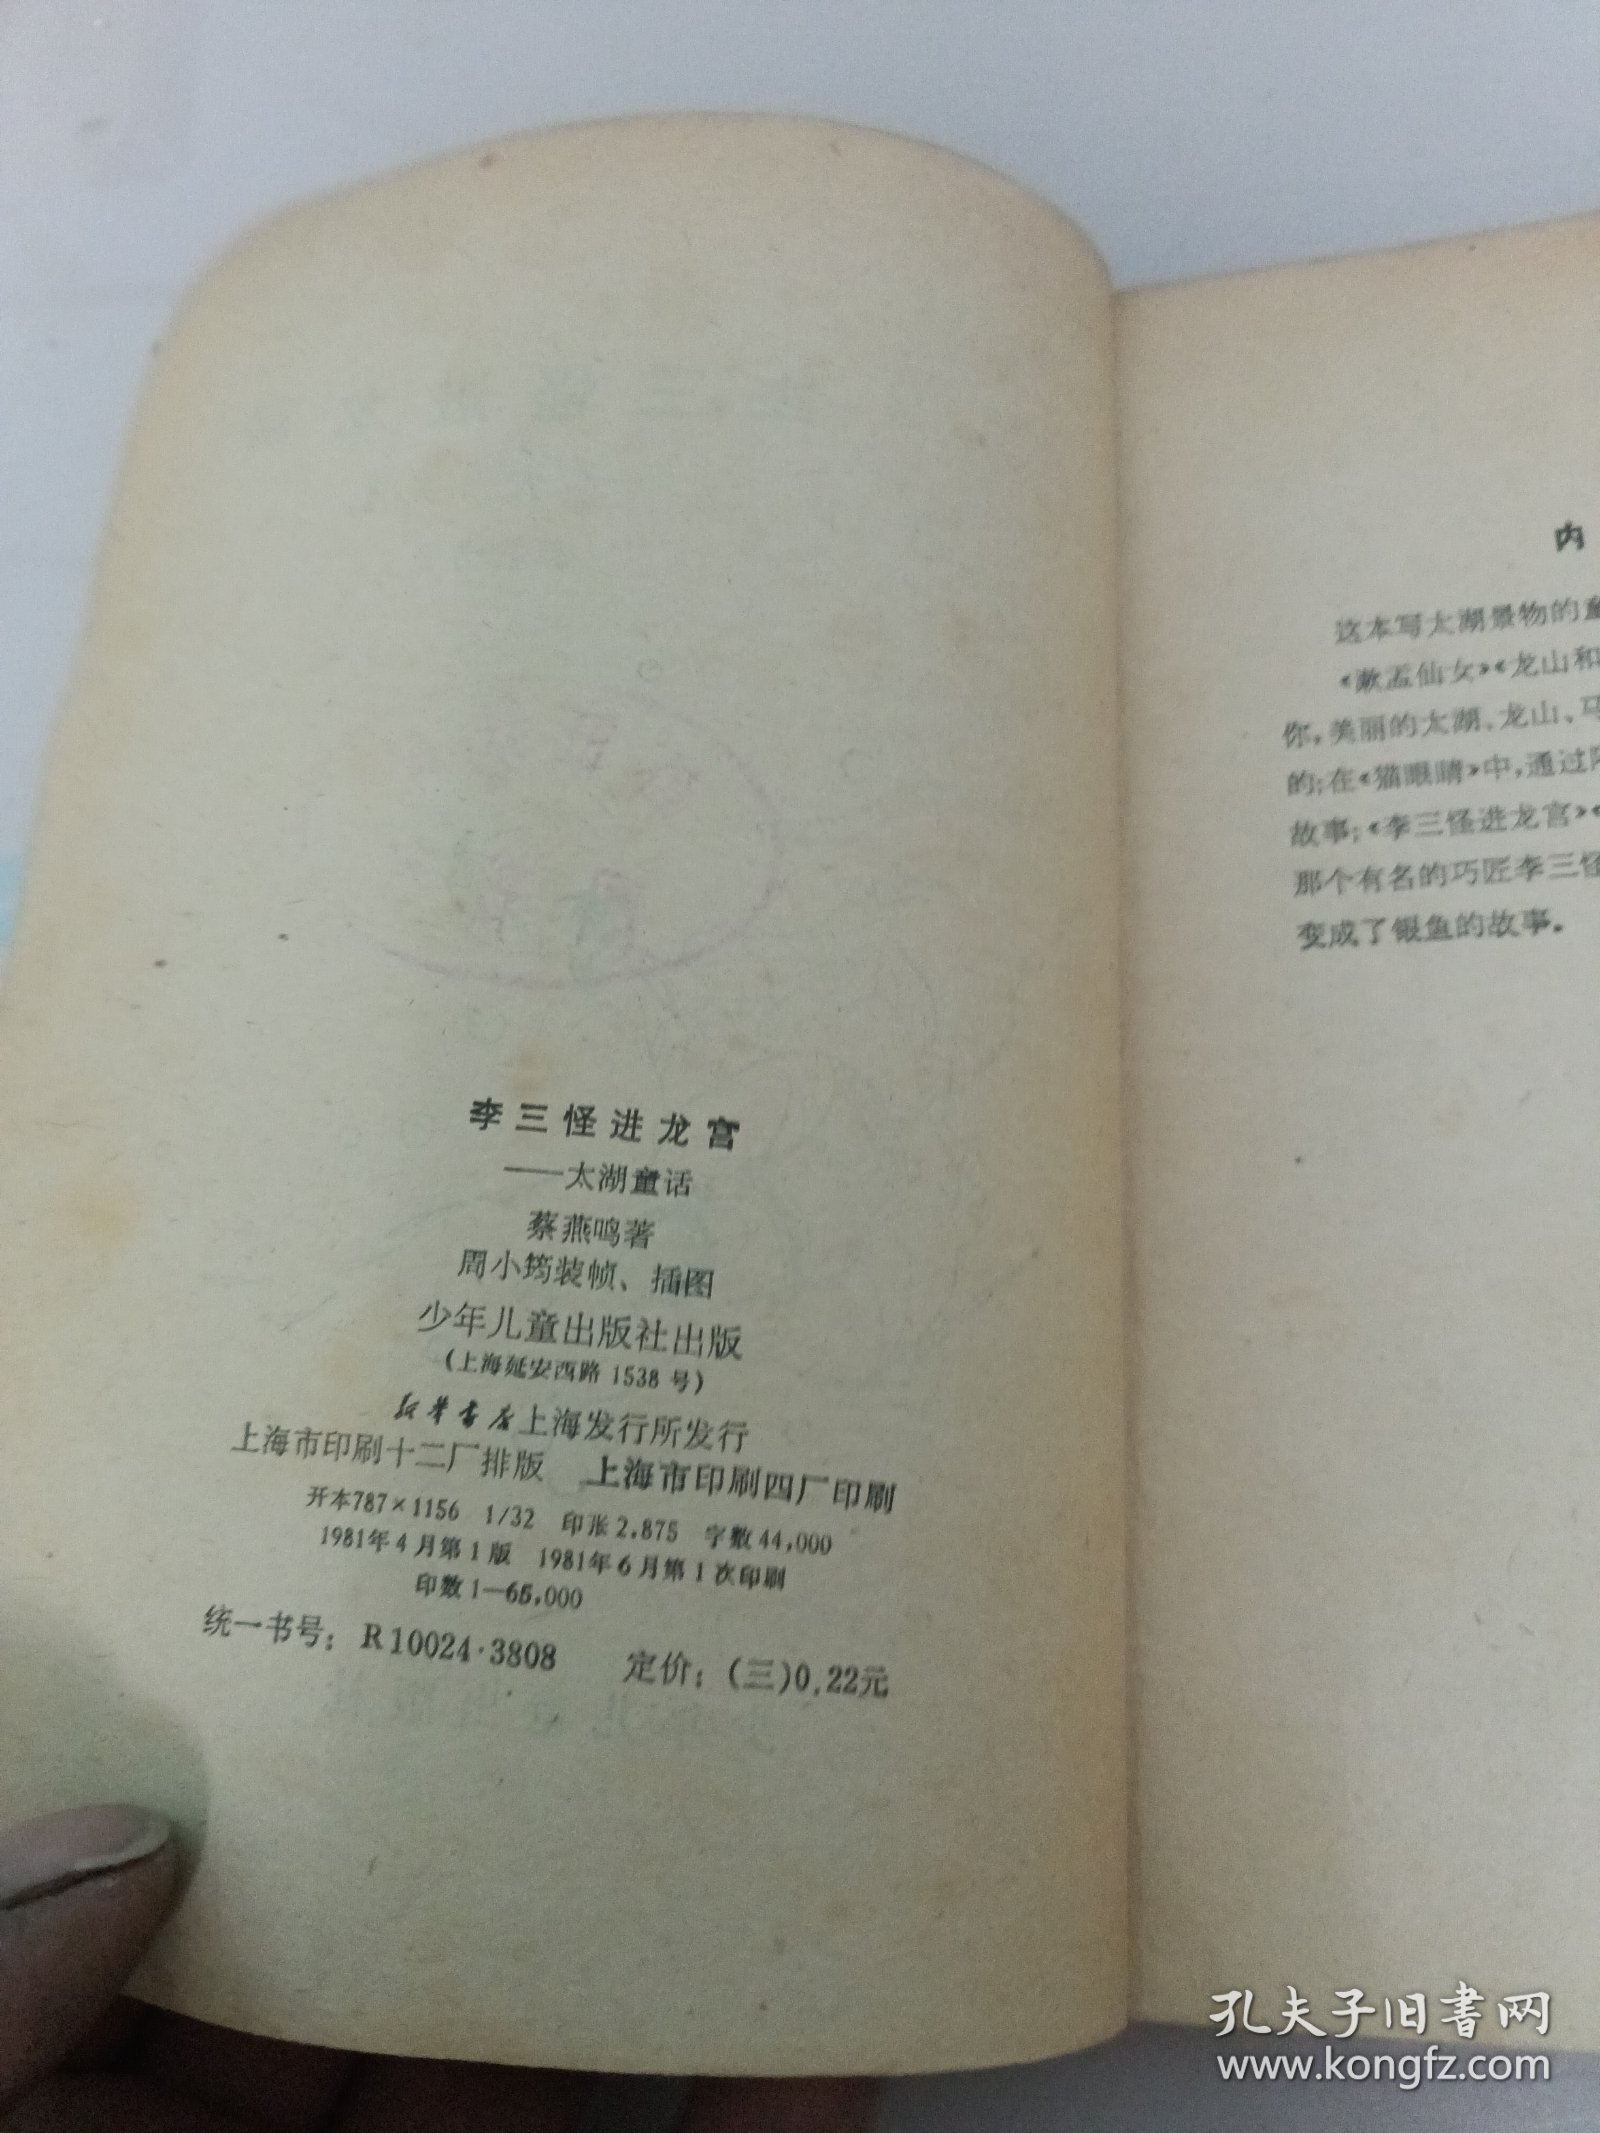 李三怪进龙宫
——太湖童话
蔡燕鸣著
周小筠装帧、插图
少年儿童出版社出版
(上海延安西路 1538 号)
新华书店上海发行所发行
上海市印刷十二厂排版 上海市印刷四厂印刷
开本787×1156 1/32 印张2.875 字数44,000
1981年4月第1版 1981年6月第1次印刷
印数1—65,000
统一书号：R10024·3808 定价：(三)0.22元
内
这本写太湖景物的
《歉孟仙女》《龙山和
你，美丽的太湖、龙山、马
的；在《猫眼睛》中，通过
故事；《李三怪进龙宫》《
那个有名的巧匠李三怪
变成了银鱼的故事。
孔夫子旧书网
www.kongfz.com